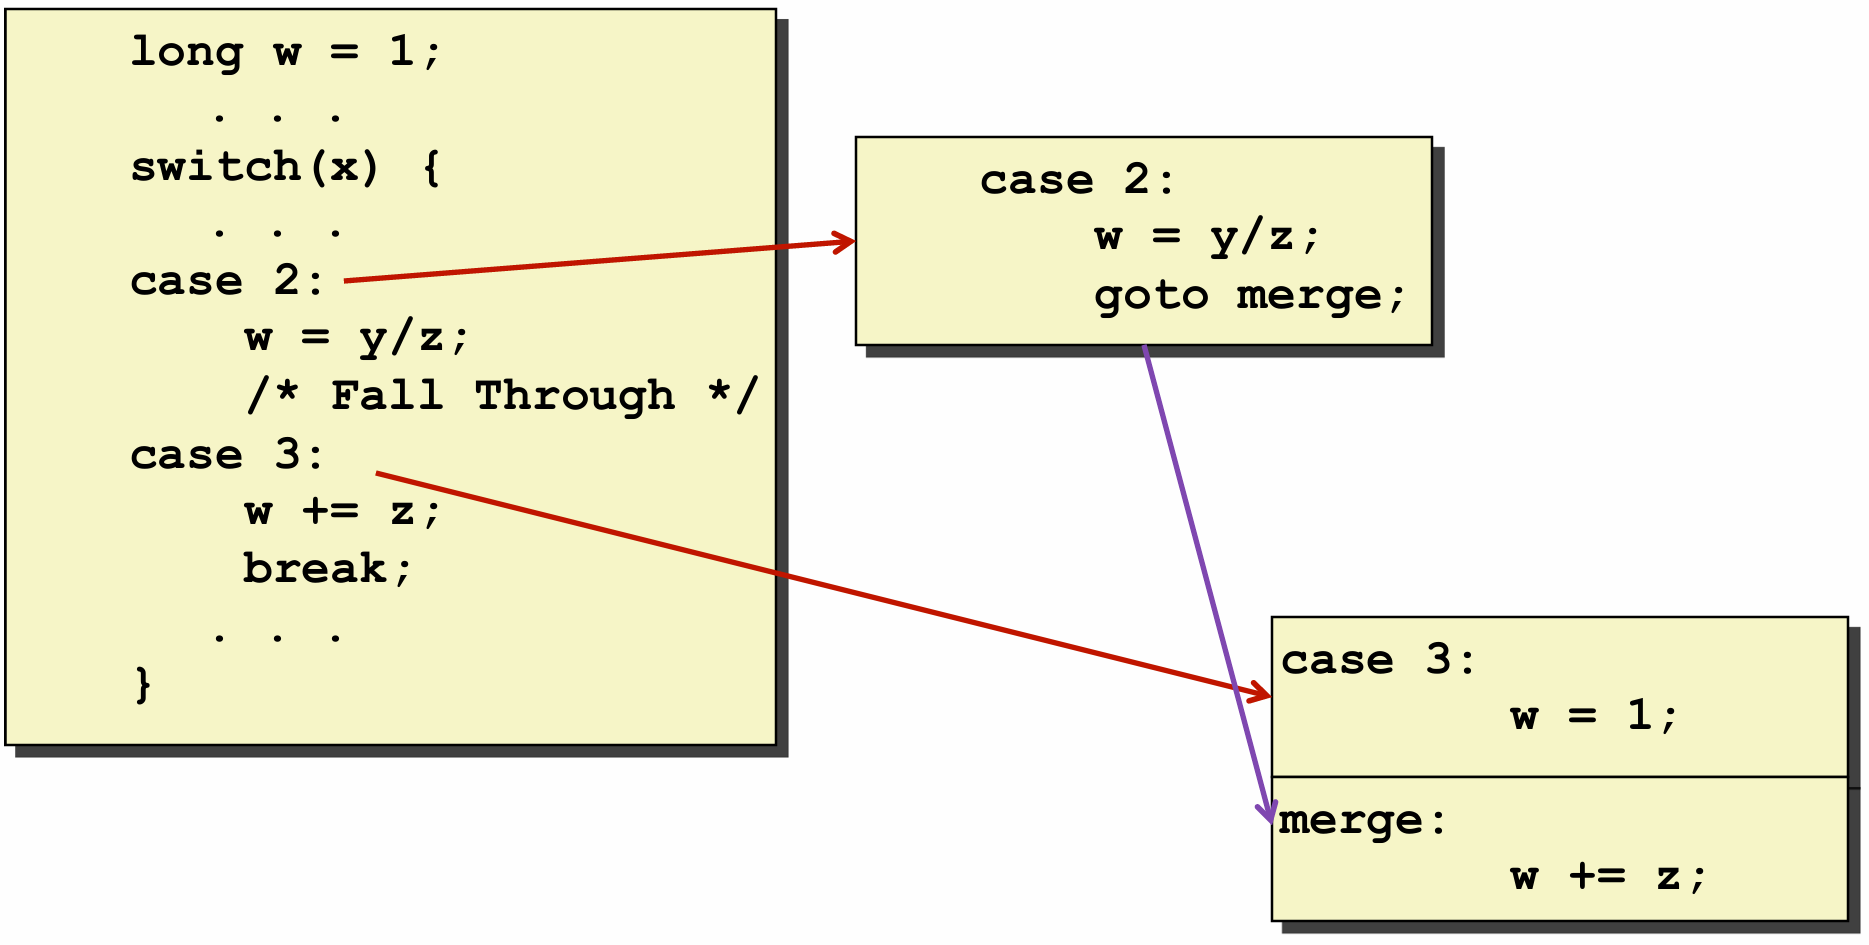 long w = 1;
. . .
switch(x) {
. . .
case 2:
w = y/z;
/* Fall Through */
case 3:
w += z;
break;
. . .
}
case 2:
w = y/z;
goto merge;
case 3:
w = 1;
merge:
w += z;